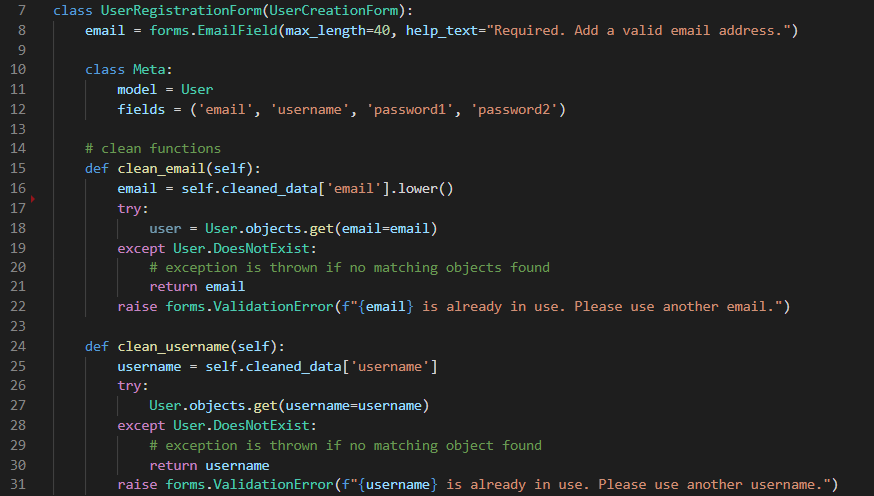 7 class UserRegistrationForm(UserCreationForm):
8     email = forms.EmailField(max_length=40, help_text="Required. Add a valid email address.")
9
10     class Meta:
11         model = User
12         fields = ('email', 'username', 'password1', 'password2')
13
14     # clean functions
15     def clean_email(self):
16         email = self.cleaned_data['email'].lower()
17         try:
18             user = User.objects.get(email=email)
19         except User.DoesNotExist:
20             # exception is thrown if no matching objects found
21             return email
22         raise forms.ValidationError(f"{email} is already in use. Please use another email.")
23
24     def clean_username(self):
25         username = self.cleaned_data['username']
26         try:
27             User.objects.get(username=username)
28         except User.DoesNotExist:
29             # exception is thrown if no matching object found
30             return username
31         raise forms.ValidationError(f"{username} is already in use. Please use another username.")